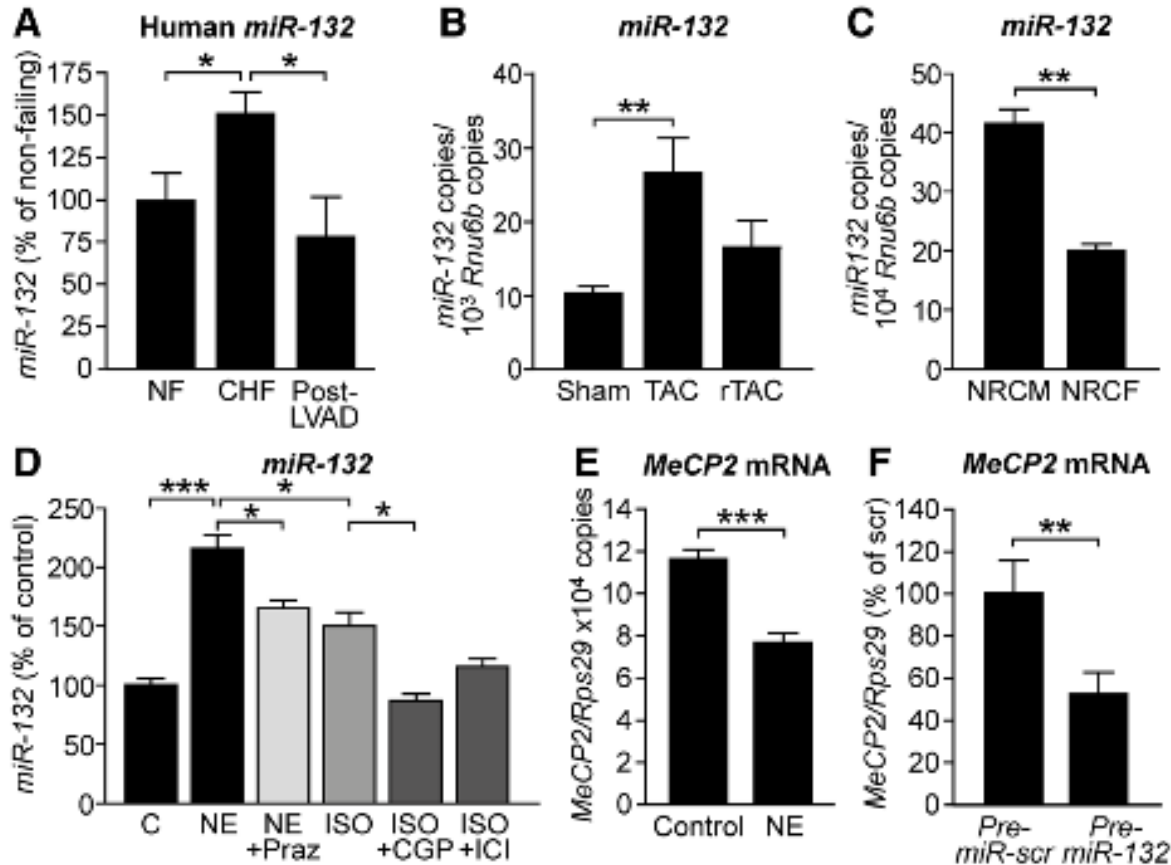 A
Human miR-132
miR-132 (% of non-failing)
175
150
125
100
75
50
25
0
*
*
NF
CHF
Post-
LVAD
B
miR-132
miR-132 copies/
10³ Rnu6b copies
40
30
20
10
0
**
Sham
TAC
rTAC
C
miR-132
miR132 copies/
10⁴ Rnu6b copies
50
40
30
20
10
0
**
NRCM
NRCF
D
miR-132
miR-132 (% of control)
250
200
150
100
50
0
***
*
*
*
C
NE
NE
+Praz
ISO
ISO
+CGP
ISO
+ICI
E
MeCP2 mRNA
MeCP2/Rps29 x10⁴ copies
14
12
10
8
6
4
2
0
***
Control
NE
F
MeCP2 mRNA
MeCP2/Rps29 (% of scr)
140
120
100
80
60
40
20
0
**
Pre-
miR-scr
Pre-
miR-132